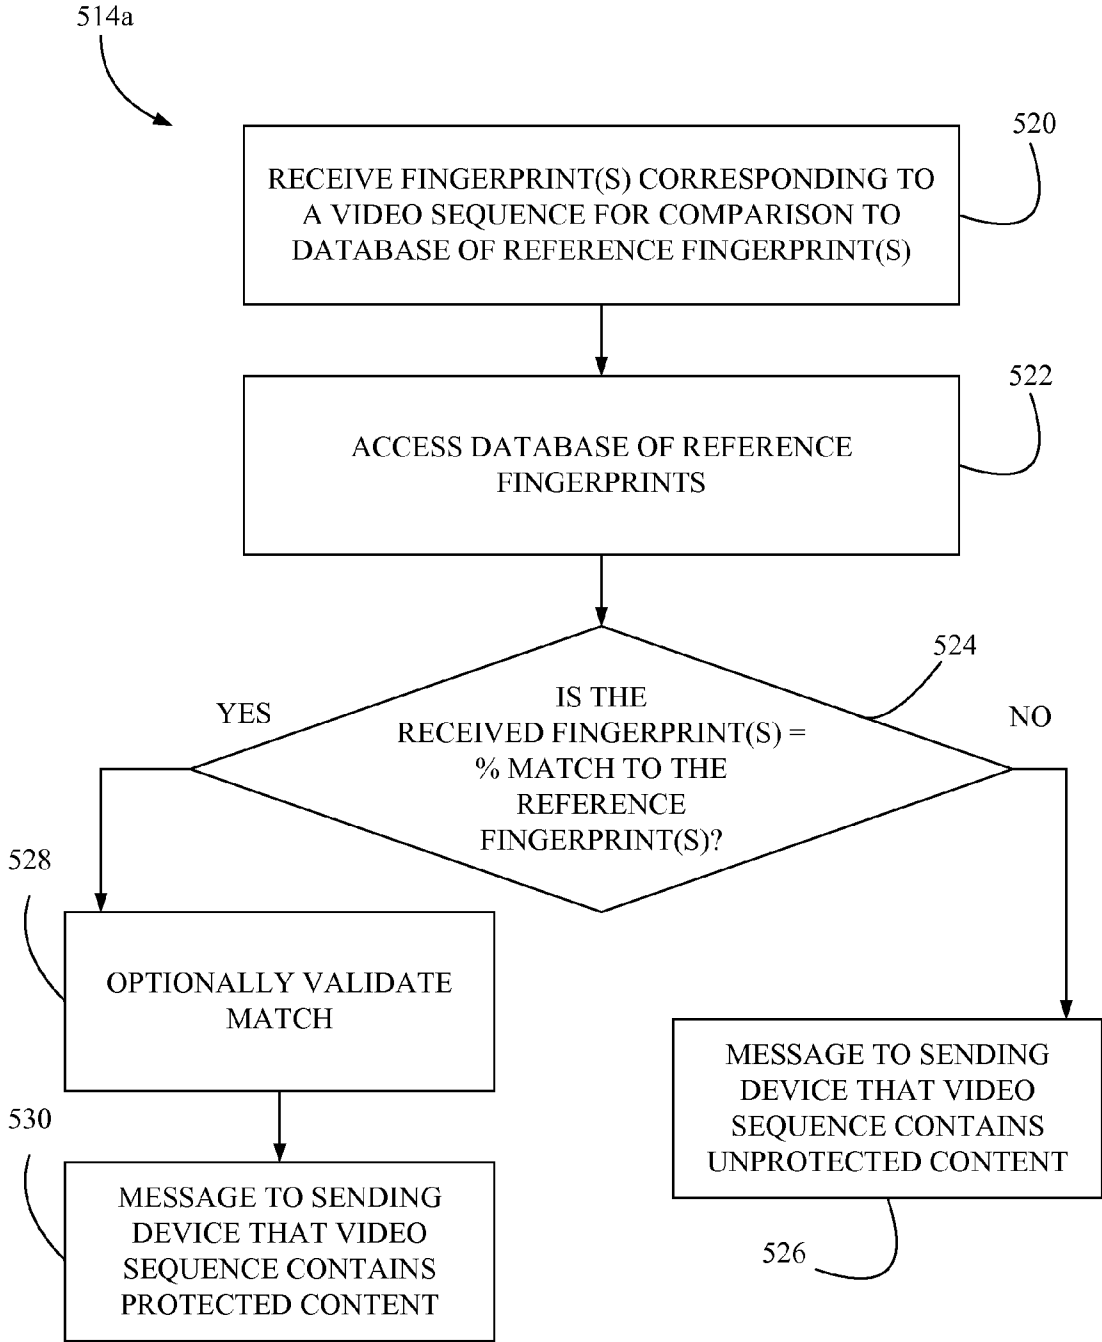 514a
520
RECEIVE FINGERPRINT(S) CORRESPONDING TO
A VIDEO SEQUENCE FOR COMPARISON TO
DATABASE OF REFERENCE FINGERPRINT(S)
522
ACCESS DATABASE OF REFERENCE
FINGERPRINTS
524
YES
NO
IS THE
RECEIVED FINGERPRINT(S) =
% MATCH TO THE
REFERENCE
FINGERPRINT(S)?
528
OPTIONALLY VALIDATE
MATCH
530
MESSAGE TO SENDING
DEVICE THAT VIDEO
SEQUENCE CONTAINS
PROTECTED CONTENT
MESSAGE TO SENDING
DEVICE THAT VIDEO
SEQUENCE CONTAINS
UNPROTECTED CONTENT
526